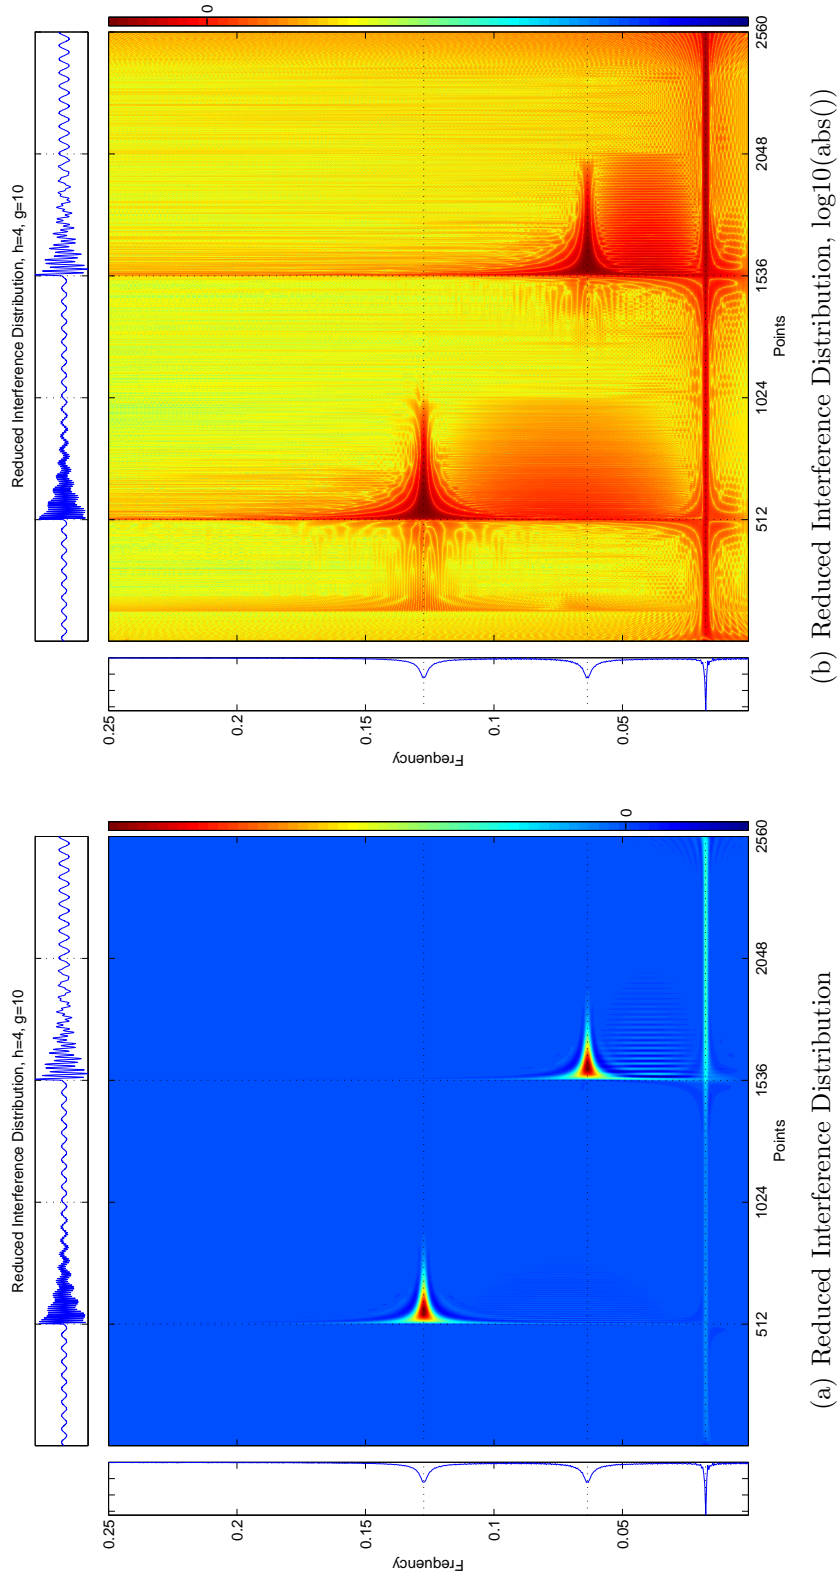 Reduced Interference Distribution, h=4, g=10
0.25
0.2
0.15
0.1
0.05
Frequency
512
1024
1536
2048
2560
Points
0
(a) Reduced Interference Distribution
Reduced Interference Distribution, h=4, g=10
0.25
0.2
0.15
0.1
0.05
Frequency
512
1024
1536
2048
2560
Points
0
(b) Reduced Interference Distribution, log10(abs())